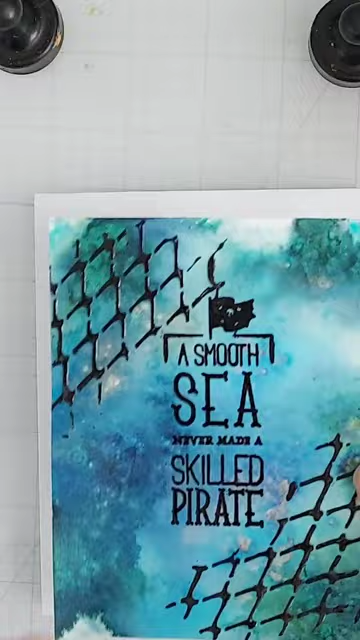 A SMOOTH
SEA
NEVER MADE A
SKILLED
PIRATE